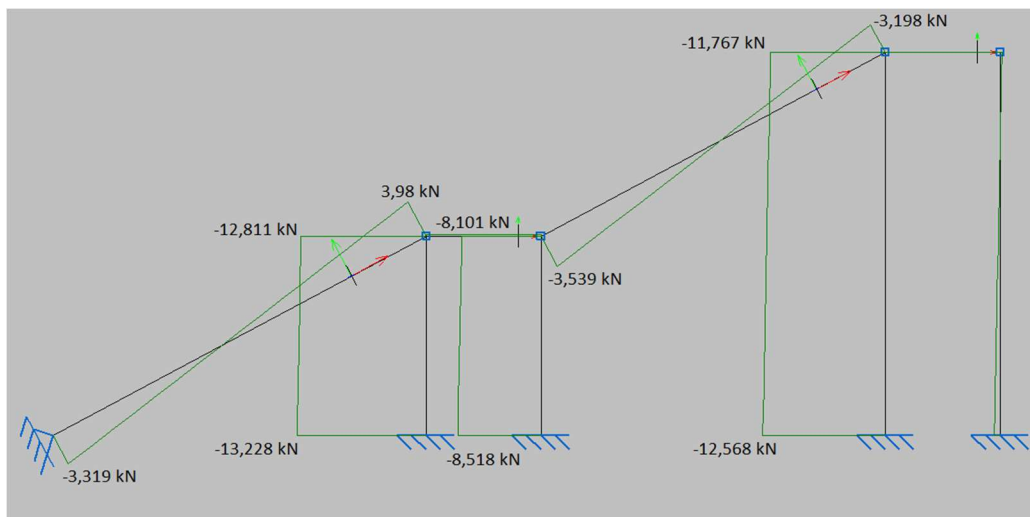 -3,198 kN
-11,767 kN
3,98 kN
-8,101 kN
-12,811 kN
-3,539 kN
-13,228 kN
-8,518 kN
-12,568 kN
-3,319 kN